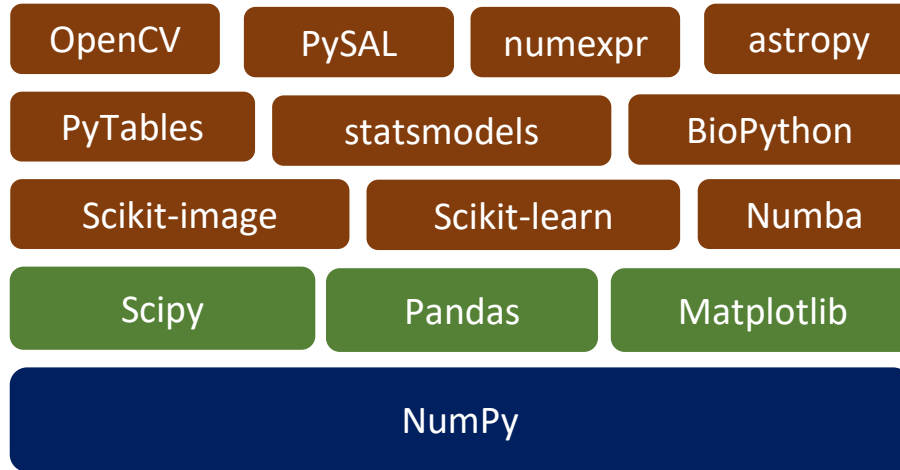 OpenCV PySAL numexpr astropy
PyTables statsmodels BioPython
Scikit-image Scikit-learn Numba
Scipy Pandas Matplotlib
NumPy